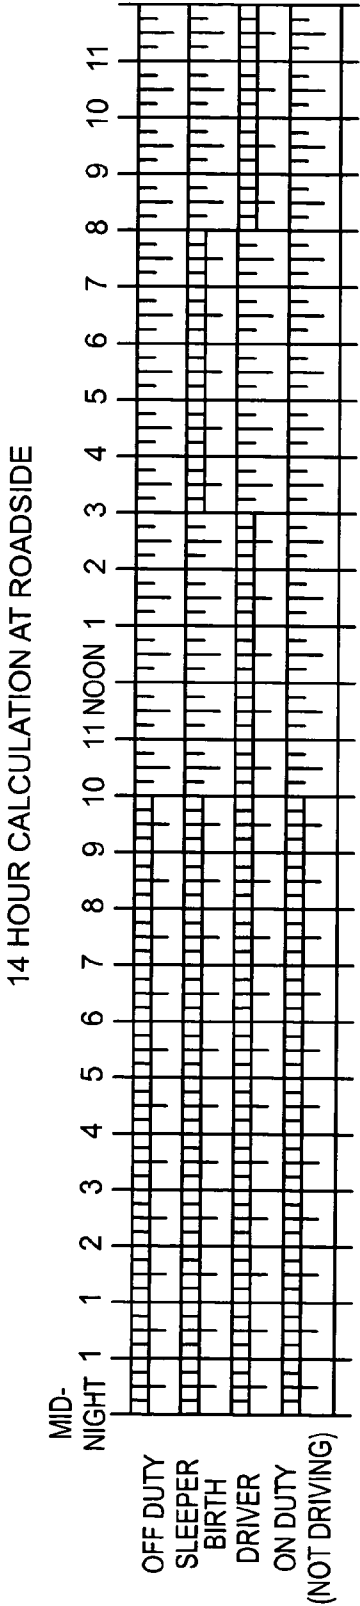 14 HOUR CALCULATION AT ROADSIDE
MID-
NIGHT 1 1 2 3 4 5 6 7 8 9 10 11 NOON 1 2 3 4 5 6 7 8 9 10 11
OFF DUTY
SLEEPER
BIRTH
DRIVER
ON DUTY
(NOT DRIVING)